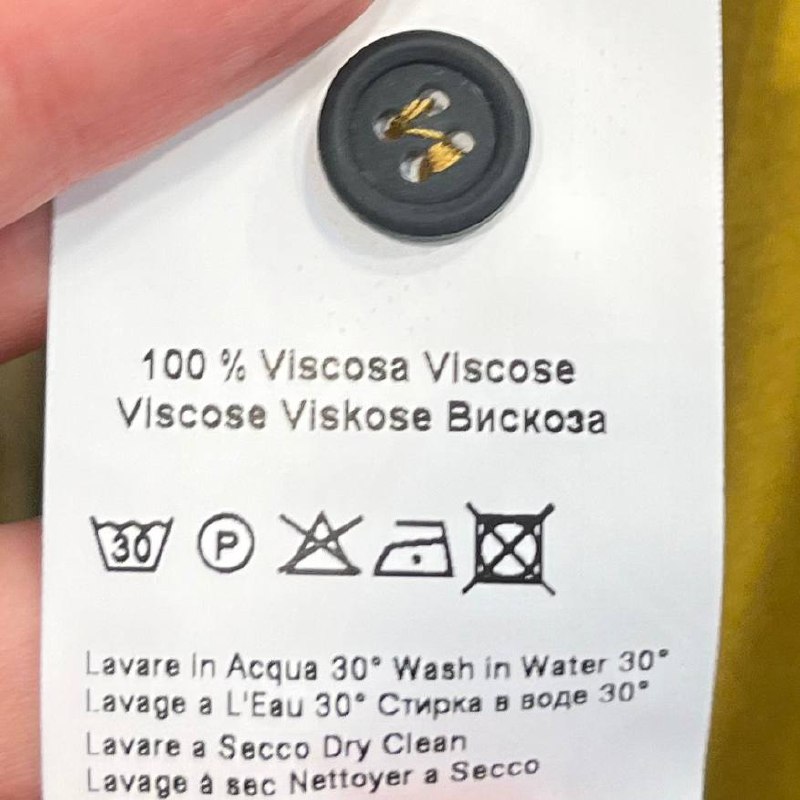 100 % Viscosa Viscose
Viscose Viskose Вискоза
30 P
Lavare in Acqua 30° Wash in Water 30°
Lavage a L'Eau 30° Стирка в воде 30°
Lavare a Secco Dry Clean
Lavage à sec Nettoyer a Secco